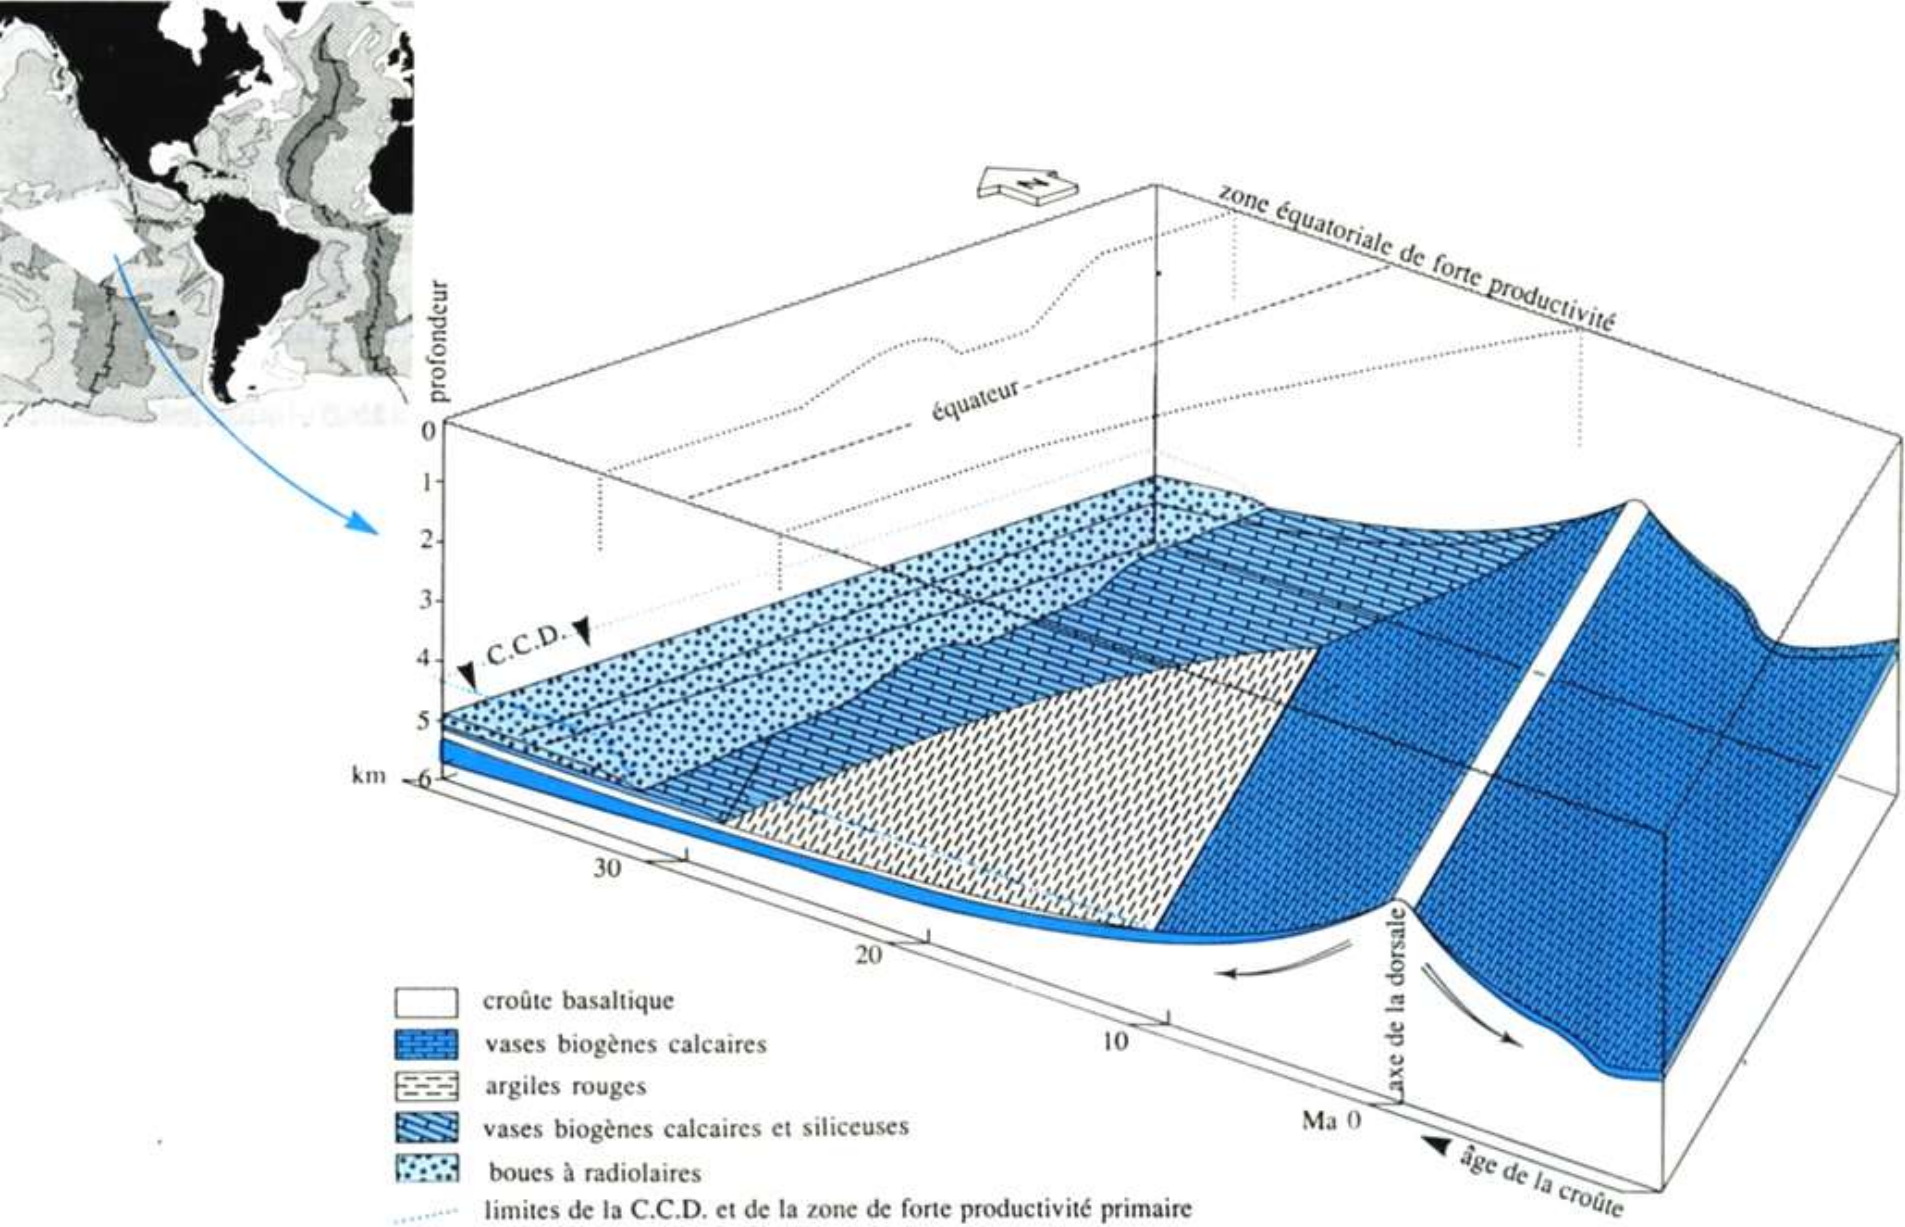 N
zone équatoriale de forte productivité
profondeur
équateur
0
1
2
3
4
5
6
km
C.C.D.
30
20
10
Ma 0
axe de la dorsale
âge de la croûte
croûte basaltique
vases biogènes calcaires
argiles rouges
vases biogènes calcaires et siliceuses
boues à radiolaires
limites de la C.C.D. et de la zone de forte productivité primaire